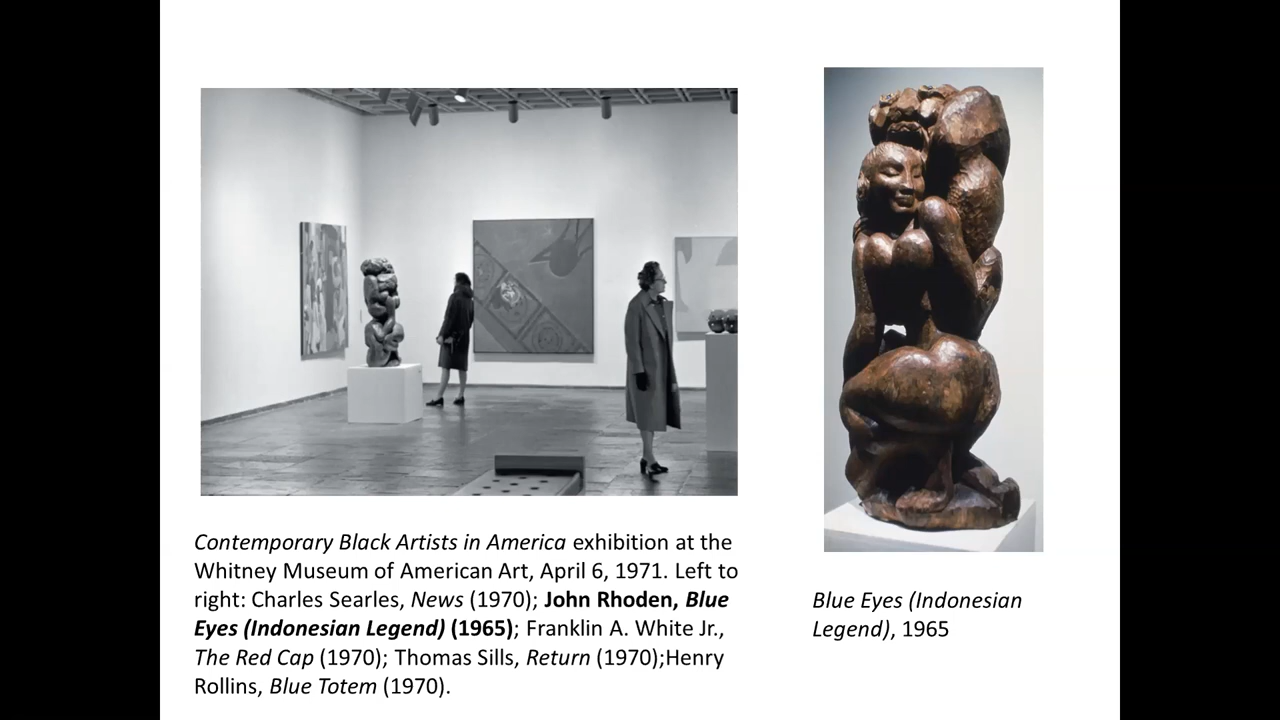 Contemporary Black Artists in America exhibition at the
Whitney Museum of American Art, April 6, 1971. Left to
right: Charles Searles, News (1970); John Rhoden, Blue
Eyes (Indonesian Legend) (1965); Franklin A. White Jr.,
The Red Cap (1970); Thomas Sills, Return (1970);Henry
Rollins, Blue Totem (1970).
Blue Eyes (Indonesian
Legend), 1965